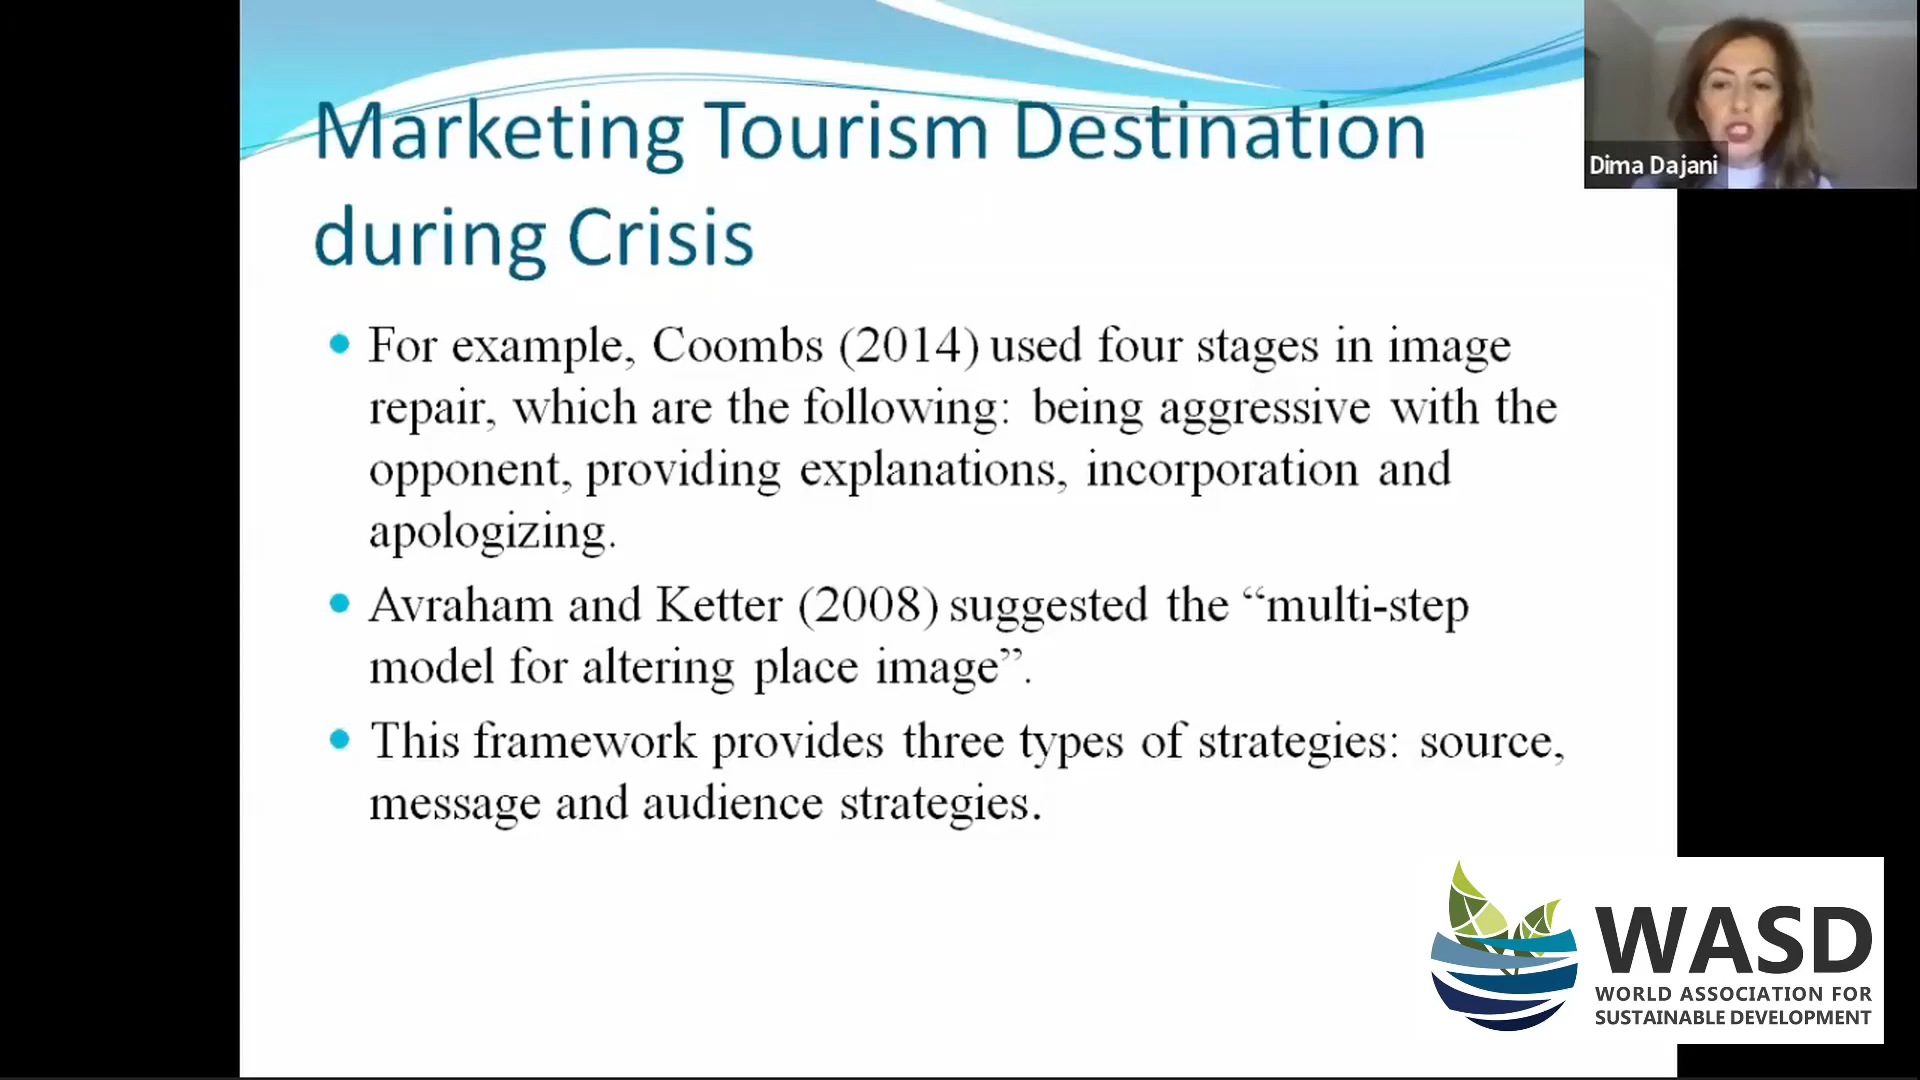 Marketing Tourism Destination
during Crisis
Dima Dajani
• For example, Coombs (2014) used four stages in image
repair, which are the following: being aggressive with the
opponent, providing explanations, incorporation and
apologizing.
• Avraham and Ketter (2008) suggested the “multi-step
model for altering place image”.
• This framework provides three types of strategies: source,
message and audience strategies.
WASD
WORLD ASSOCIATION FOR
SUSTAINABLE DEVELOPMENT